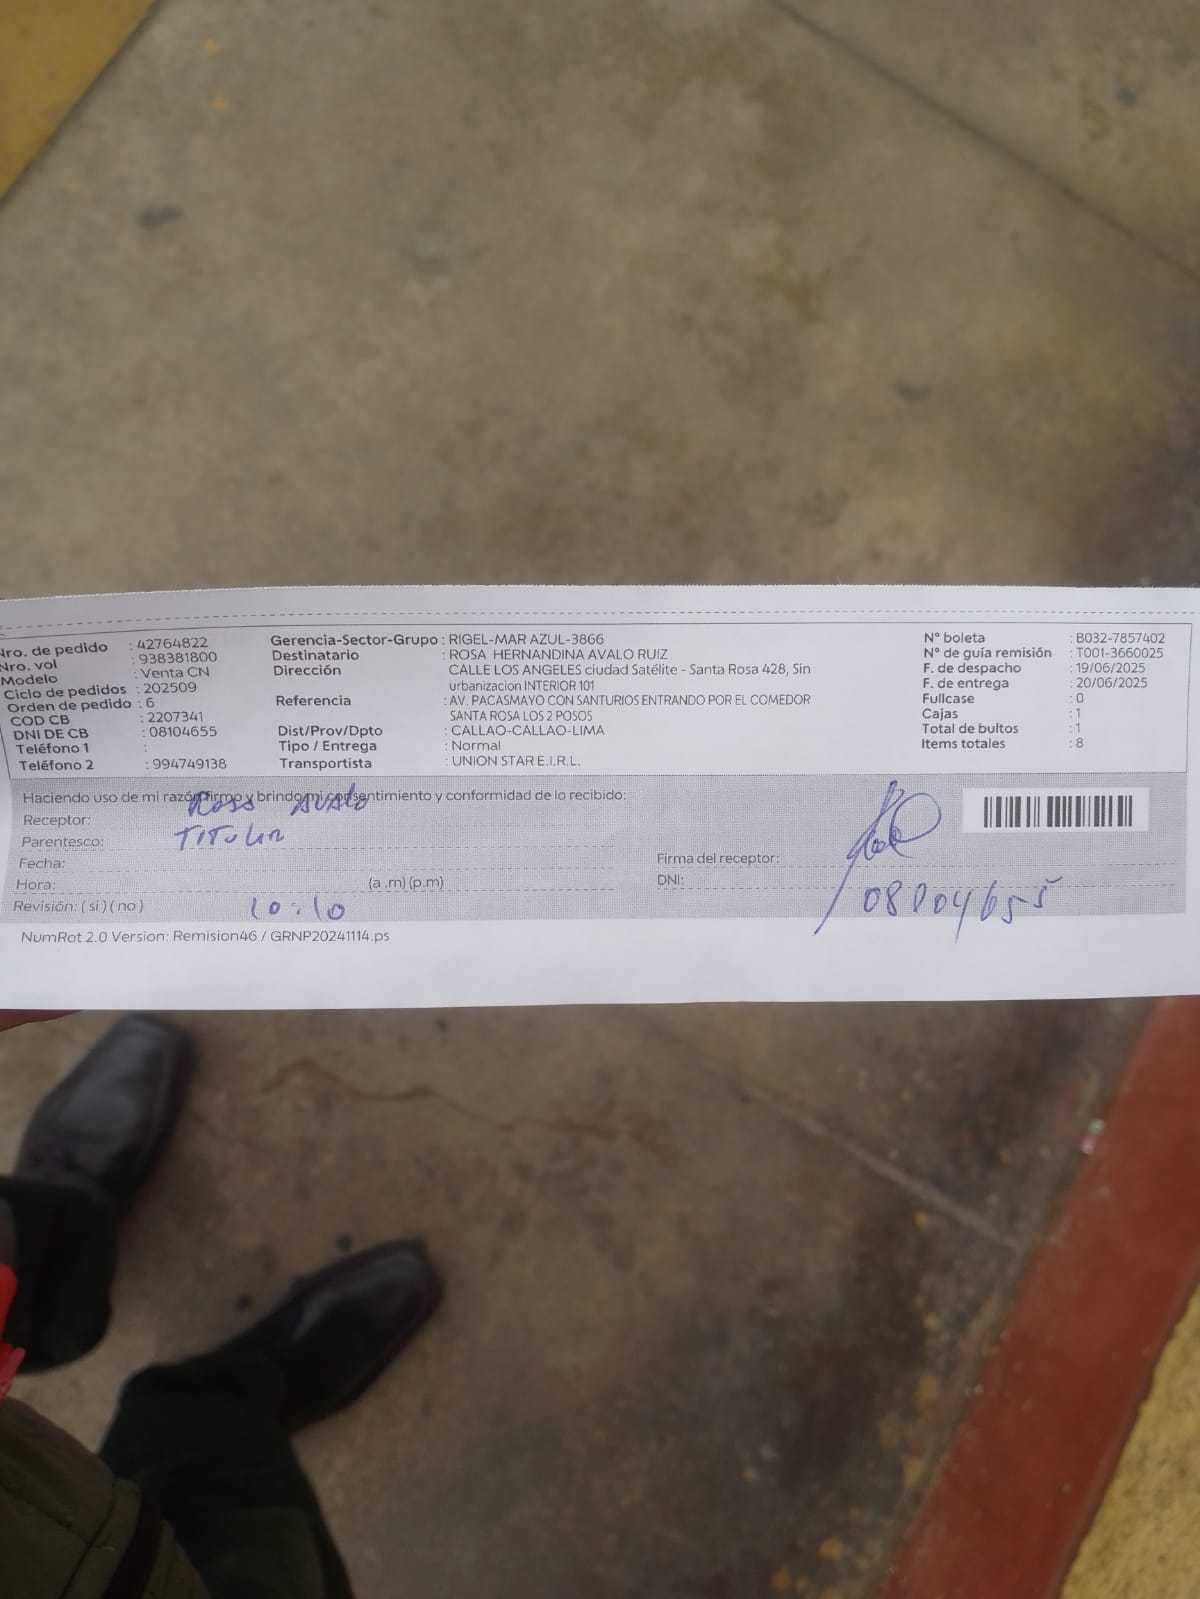 Nro. de pedido : 42764822
Nro. vol : 938381800
Modelo : Venta CN
Ciclo de pedidos : 202509
Orden de pedido : 6
COD CB : 2207341
DNI DE CB : 08104655
Teléfono 1 :
Teléfono 2 : 994749138
Gerencia-Sector-Grupo : RIGEL-MAR AZUL-3866
Destinatario : ROSA HERNANDINA AVALO RUIZ
Dirección : CALLE LOS ANGELES ciudad Satélite - Santa Rosa 428, Sin
urbanizacion INTERIOR 101
Referencia : AV. PACASMAYO CON SANTURIOS ENTRANDO POR EL COMEDOR
SANTA ROSA LOS 2 POSOS
Dist/Prov/Dpto : CALLAO-CALLAO-LIMA
Tipo / Entrega : Normal
Transportista : UNION STAR E.I.R.L.
N° boleta : B032-7857402
N° de guía remisión : T001-3660025
F. de despacho : 19/06/2025
F. de entrega : 20/06/2025
Fullcase : 0
Cajas : 1
Total de bultos : 1
Items totales : 8
Haciendo uso de mi razón firmo y brindo mi consentimiento y conformidad de lo recibido:
Receptor: Rosa Avalo
Parentesco: TITULAR
Fecha:
Hora: (a .m) (p.m)
Revisión: ( si ) ( no ) 10:10
Firma del receptor:
DNI: 08104655
NumRot 2.0 Version: Remision46 / GRNP20241114.ps